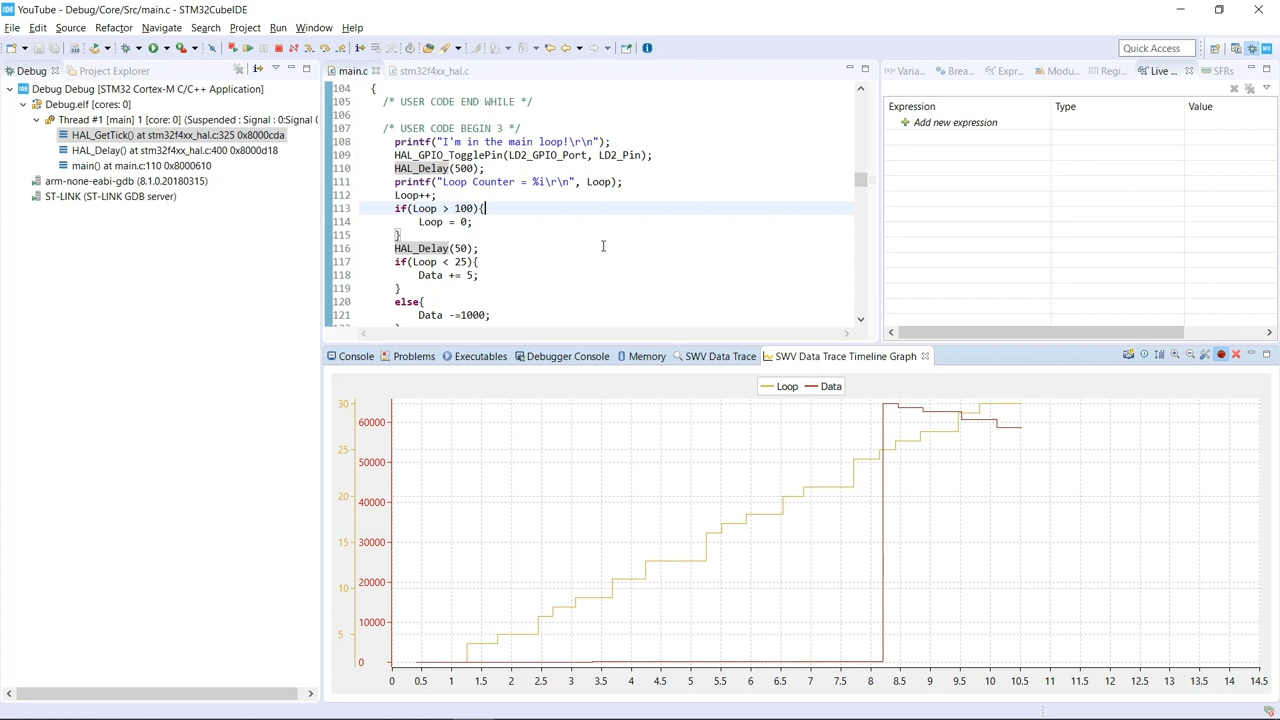 YouTube - Debug/Core/Src/main.c - STM32CubeIDE
File Edit Source Refactor Navigate Search Project Run Window Help
Quick Access
Debug
Project Explorer
Debug Debug [STM32 Cortex-M C/C++ Application]
Debug.elf [cores: 0]
Thread #1 [main] 1 [core: 0] (Suspended : Signal : 0:Signal (
HAL_GetTick() at stm32f4xx_hal.c:325 0x8000cda
HAL_Delay() at stm32f4xx_hal.c:400 0x8000d18
main() at main.c:110 0x8000610
arm-none-eabi-gdb (8.1.0.20180315)
ST-LINK (ST-LINK GDB server)
main.c
stm32f4xx_hal.c
104 {
105 /* USER CODE END WHILE */
106
107 /* USER CODE BEGIN 3 */
108 printf("I'm in the main loop!\r\n");
109 HAL_GPIO_TogglePin(LD2_GPIO_Port, LD2_Pin);
110 HAL_Delay(500);
111 printf("Loop Counter = %i\r\n", Loop);
112 Loop++;
113 if(Loop > 100){
114 Loop = 0;
115 }
116 HAL_Delay(50);
117 if(Loop < 25){
118 Data += 5;
119 }
120 else{
121 Data -=1000;
Varia... Brea... Expr... Modu... Regi... Live ... SFRs
Expression Type Value
Add new expression
Console Problems Executables Debugger Console Memory SWV Data Trace SWV Data Trace Timeline Graph
Loop Data
30
60000
25
50000
20
40000
15
30000
10
20000
10000
5
0
0 0.5 1 1.5 2 2.5 3 3.5 4 4.5 5 5.5 6 6.5 7 7.5 8 8.5 9 9.5 10 10.5 11 11.5 12 12.5 13 13.5 14 14.5